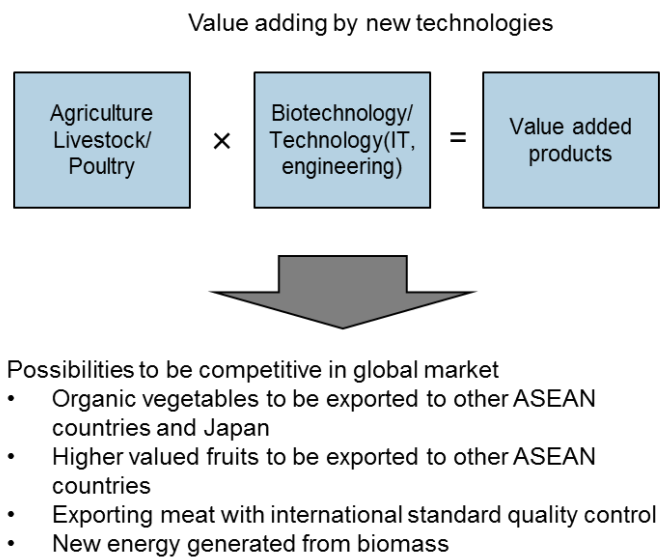 Value adding by new technologies
Agriculture
Livestock/
Poultry
×
Biotechnology/
Technology(IT,
engineering)
=
Value added
products
Possibilities to be competitive in global market
• Organic vegetables to be exported to other ASEAN
countries and Japan
• Higher valued fruits to be exported to other ASEAN
countries
• Exporting meat with international standard quality control
• New energy generated from biomass